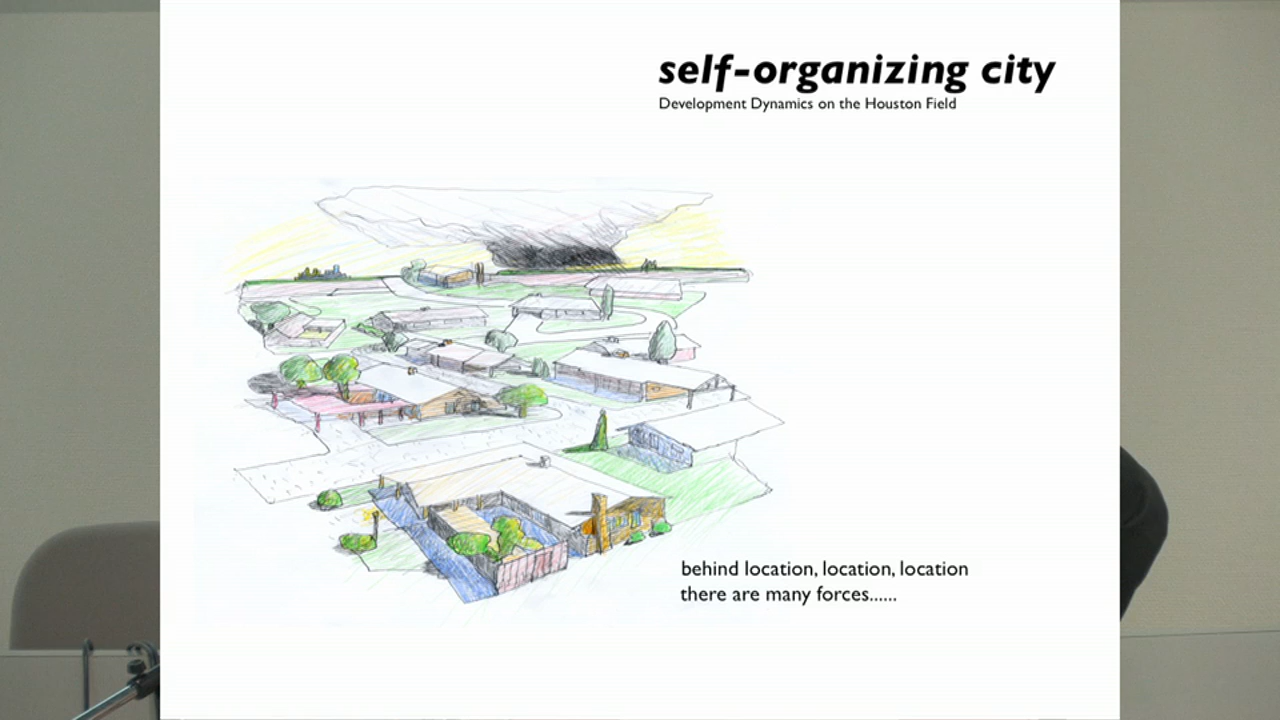 self-organizing city
Development Dynamics on the Houston Field
behind location, location, location
there are many forces......